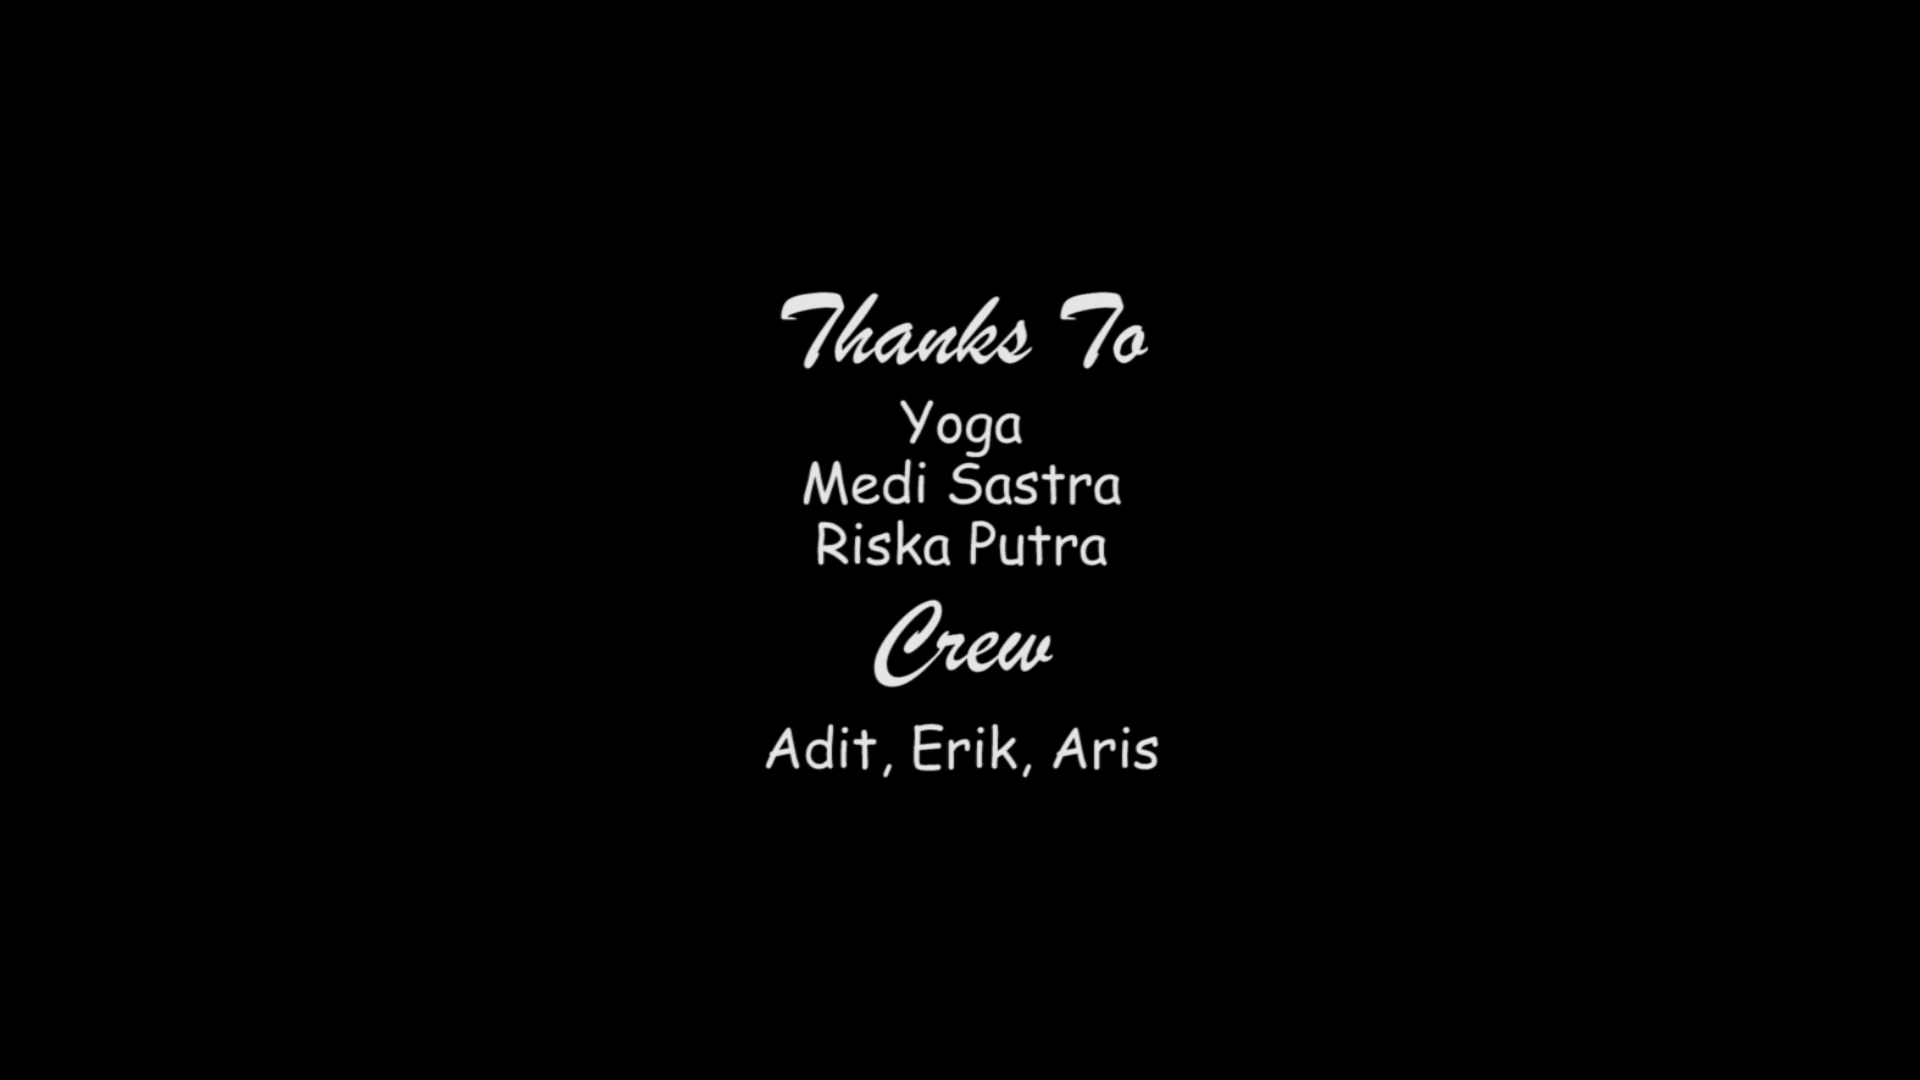 Thanks To
Yoga
Medi Sastra
Riska Putra
Crew
Adit, Erik, Aris